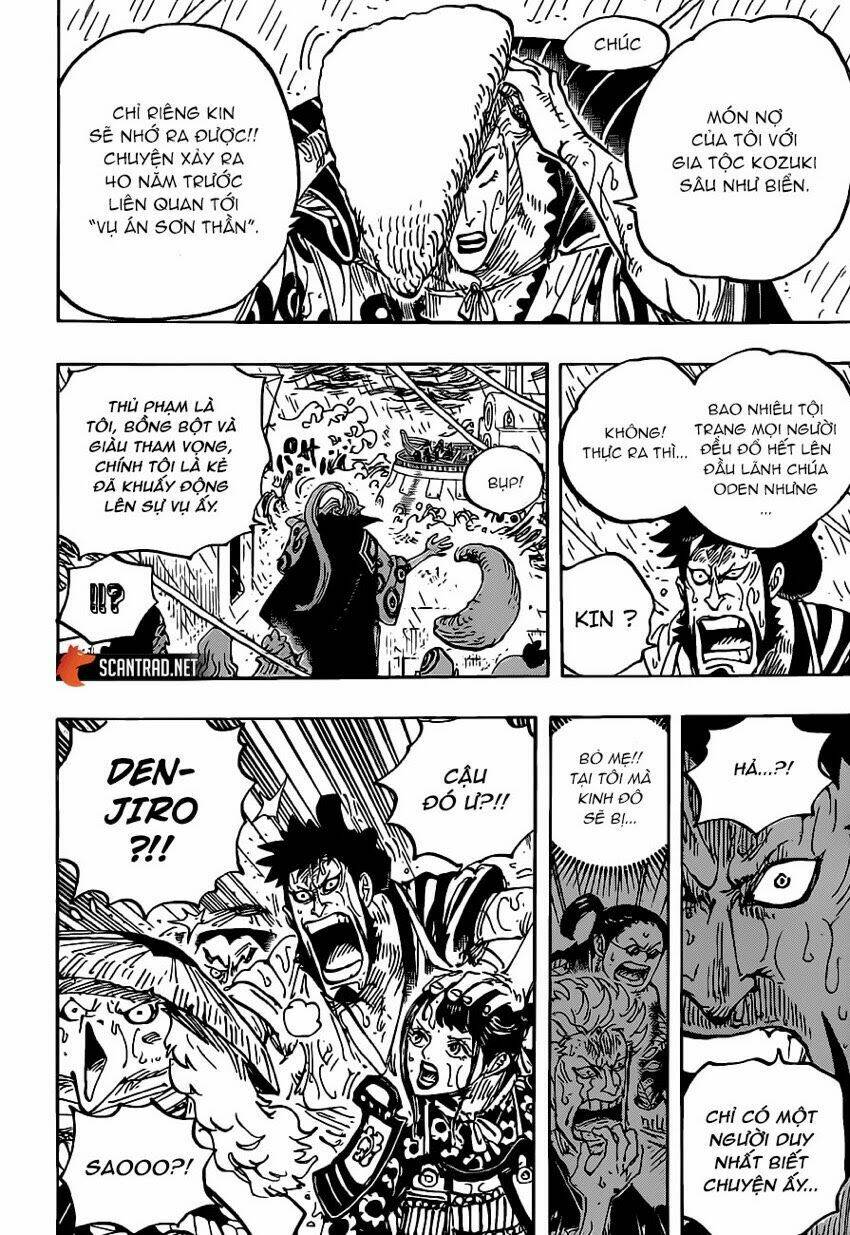 CHÚC
MÓN NỢ
CỦA TÔI VỚI
GIA TỘC KOZUKI
SÂU NHƯ BIỂN.
CHỈ RIÊNG KIN
SẼ NHỚ RA ĐƯỢC!!
CHUYỆN XẢY RA
40 NĂM TRƯỚC
LIÊN QUAN TỚI
"VỤ ÁN SƠN THẦN".
BAO NHIÊU TỘI
TRẠNG MỌI NGƯỜI
ĐỀU ĐỔ HẾT LÊN
ĐẦU LÃNH CHÚA
ODEN NHƯNG
...
KHÔNG!
THỰC RA THÌ...
KIN ?
BỤP!
THỦ PHẠM LÀ
TÔI, BỒNG BỘT VÀ
GIÀU THAM VỌNG,
CHÍNH TÔI LÀ KẺ
ĐÃ KHUẤY ĐỘNG
LÊN SỰ VỤ ẤY.
!!?
SCANTRAD.NET
HẢ...?!
CHỈ CÓ MỘT
NGƯỜI DUY
NHẤT BIẾT
CHUYỆN ẤY...
BỎ MẸ!!
TẠI TÔI MÀ
KINH ĐÔ
SẼ BỊ...
CẬU
ĐÓ Ư?!!
DEN-
JIRO
?!!
SAOOO?!